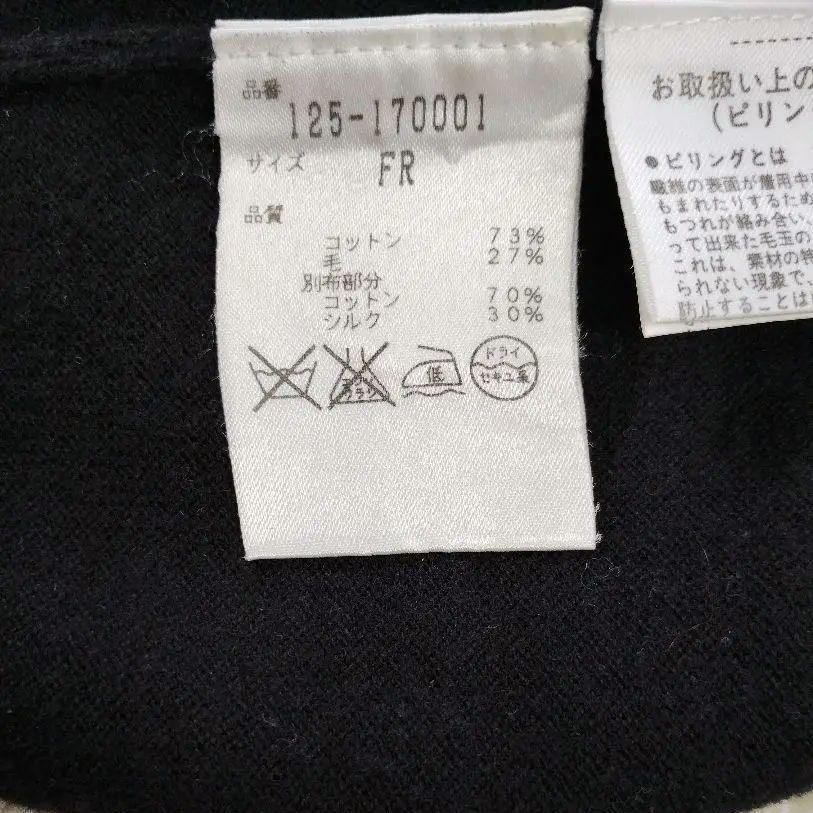 品番
125-170001
サイズ FR
品質
コットン 73%
毛 27%
別布部分
コットン 70%
シルク 30%
低
ドライ
セキユ系
お取扱い上の
(ピリン
●ピリングとは
繊維の表面が着用中
もまれたりするため
もつれが絡み合い、
って出来た毛玉の
これは、素材の特
られない現象で、
防止することは